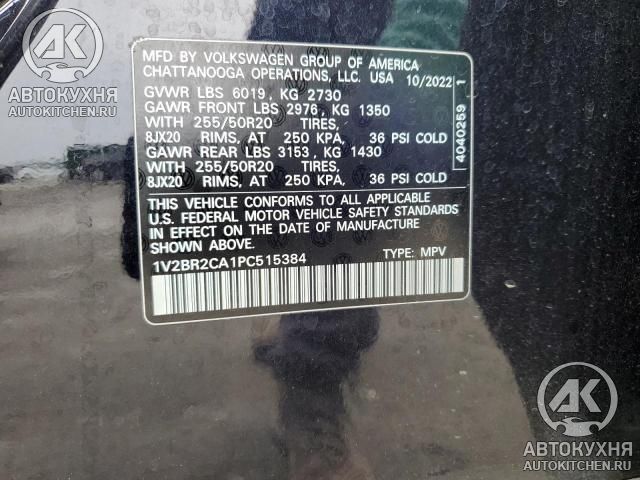 АВТОКУХНЯ
AUTOKITCHEN.RU
MFD BY VOLKSWAGEN GROUP OF AMERICA
CHATTANOOGA OPERATIONS, LLC. USA 10/2022
GVWR LBS 6019, KG 2730
GAWR FRONT LBS 2976, KG 1350
WITH 255/50R20 TIRES,
8JX20 RIMS, AT 250 KPA, 36 PSI COLD
GAWR REAR LBS 3153, KG 1430
WITH 255/50R20 TIRES,
8JX20 RIMS, AT 250 KPA, 36 PSI COLD
4040259 1
THIS VEHICLE CONFORMS TO ALL APPLICABLE
U.S. FEDERAL MOTOR VEHICLE SAFETY STANDARDS
IN EFFECT ON THE DATE OF MANUFACTURE
SHOWN ABOVE.
1V2BR2CA1PC515384 TYPE: MPV
АК
АВТОКУХНЯ
AUTOKITCHEN.RU